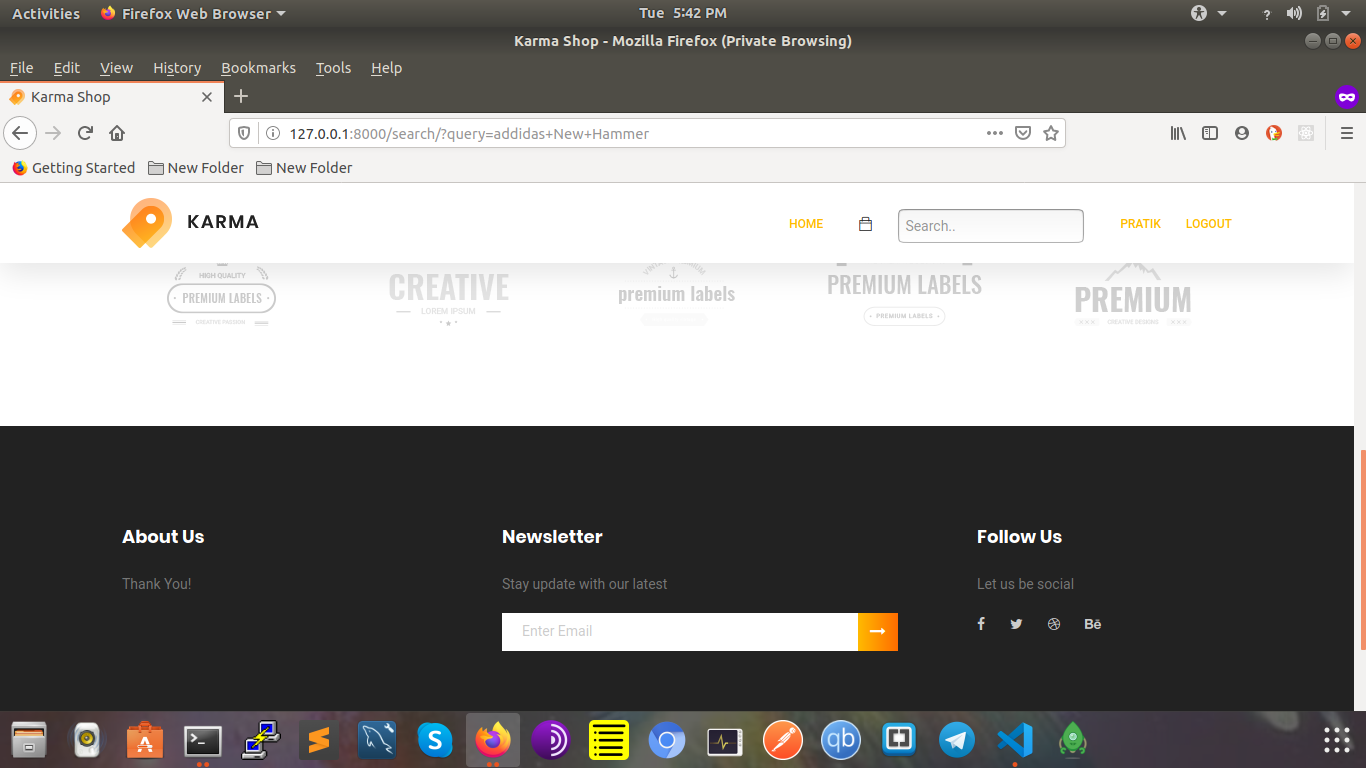 Activities Firefox Web Browser Tue 5:42 PM ?
Karma Shop - Mozilla Firefox (Private Browsing)
File Edit View History Bookmarks Tools Help
Karma Shop
127.0.0.1:8000/search/?query=addidas+New+Hammer
Getting Started New Folder New Folder
KARMA HOME Search.. PRATIK LOGOUT
HIGH QUALITY
PREMIUM LABELS
CREATIVE PASSION
CREATIVE
LOREM IPSUM
premium labels
PREMIUM LABELS
PREMIUM LABELS
PREMIUM
CREATIVE DESIGNS
About Us Newsletter Follow Us
Thank You! Stay update with our latest Let us be social
Enter Email
Bē
S qb